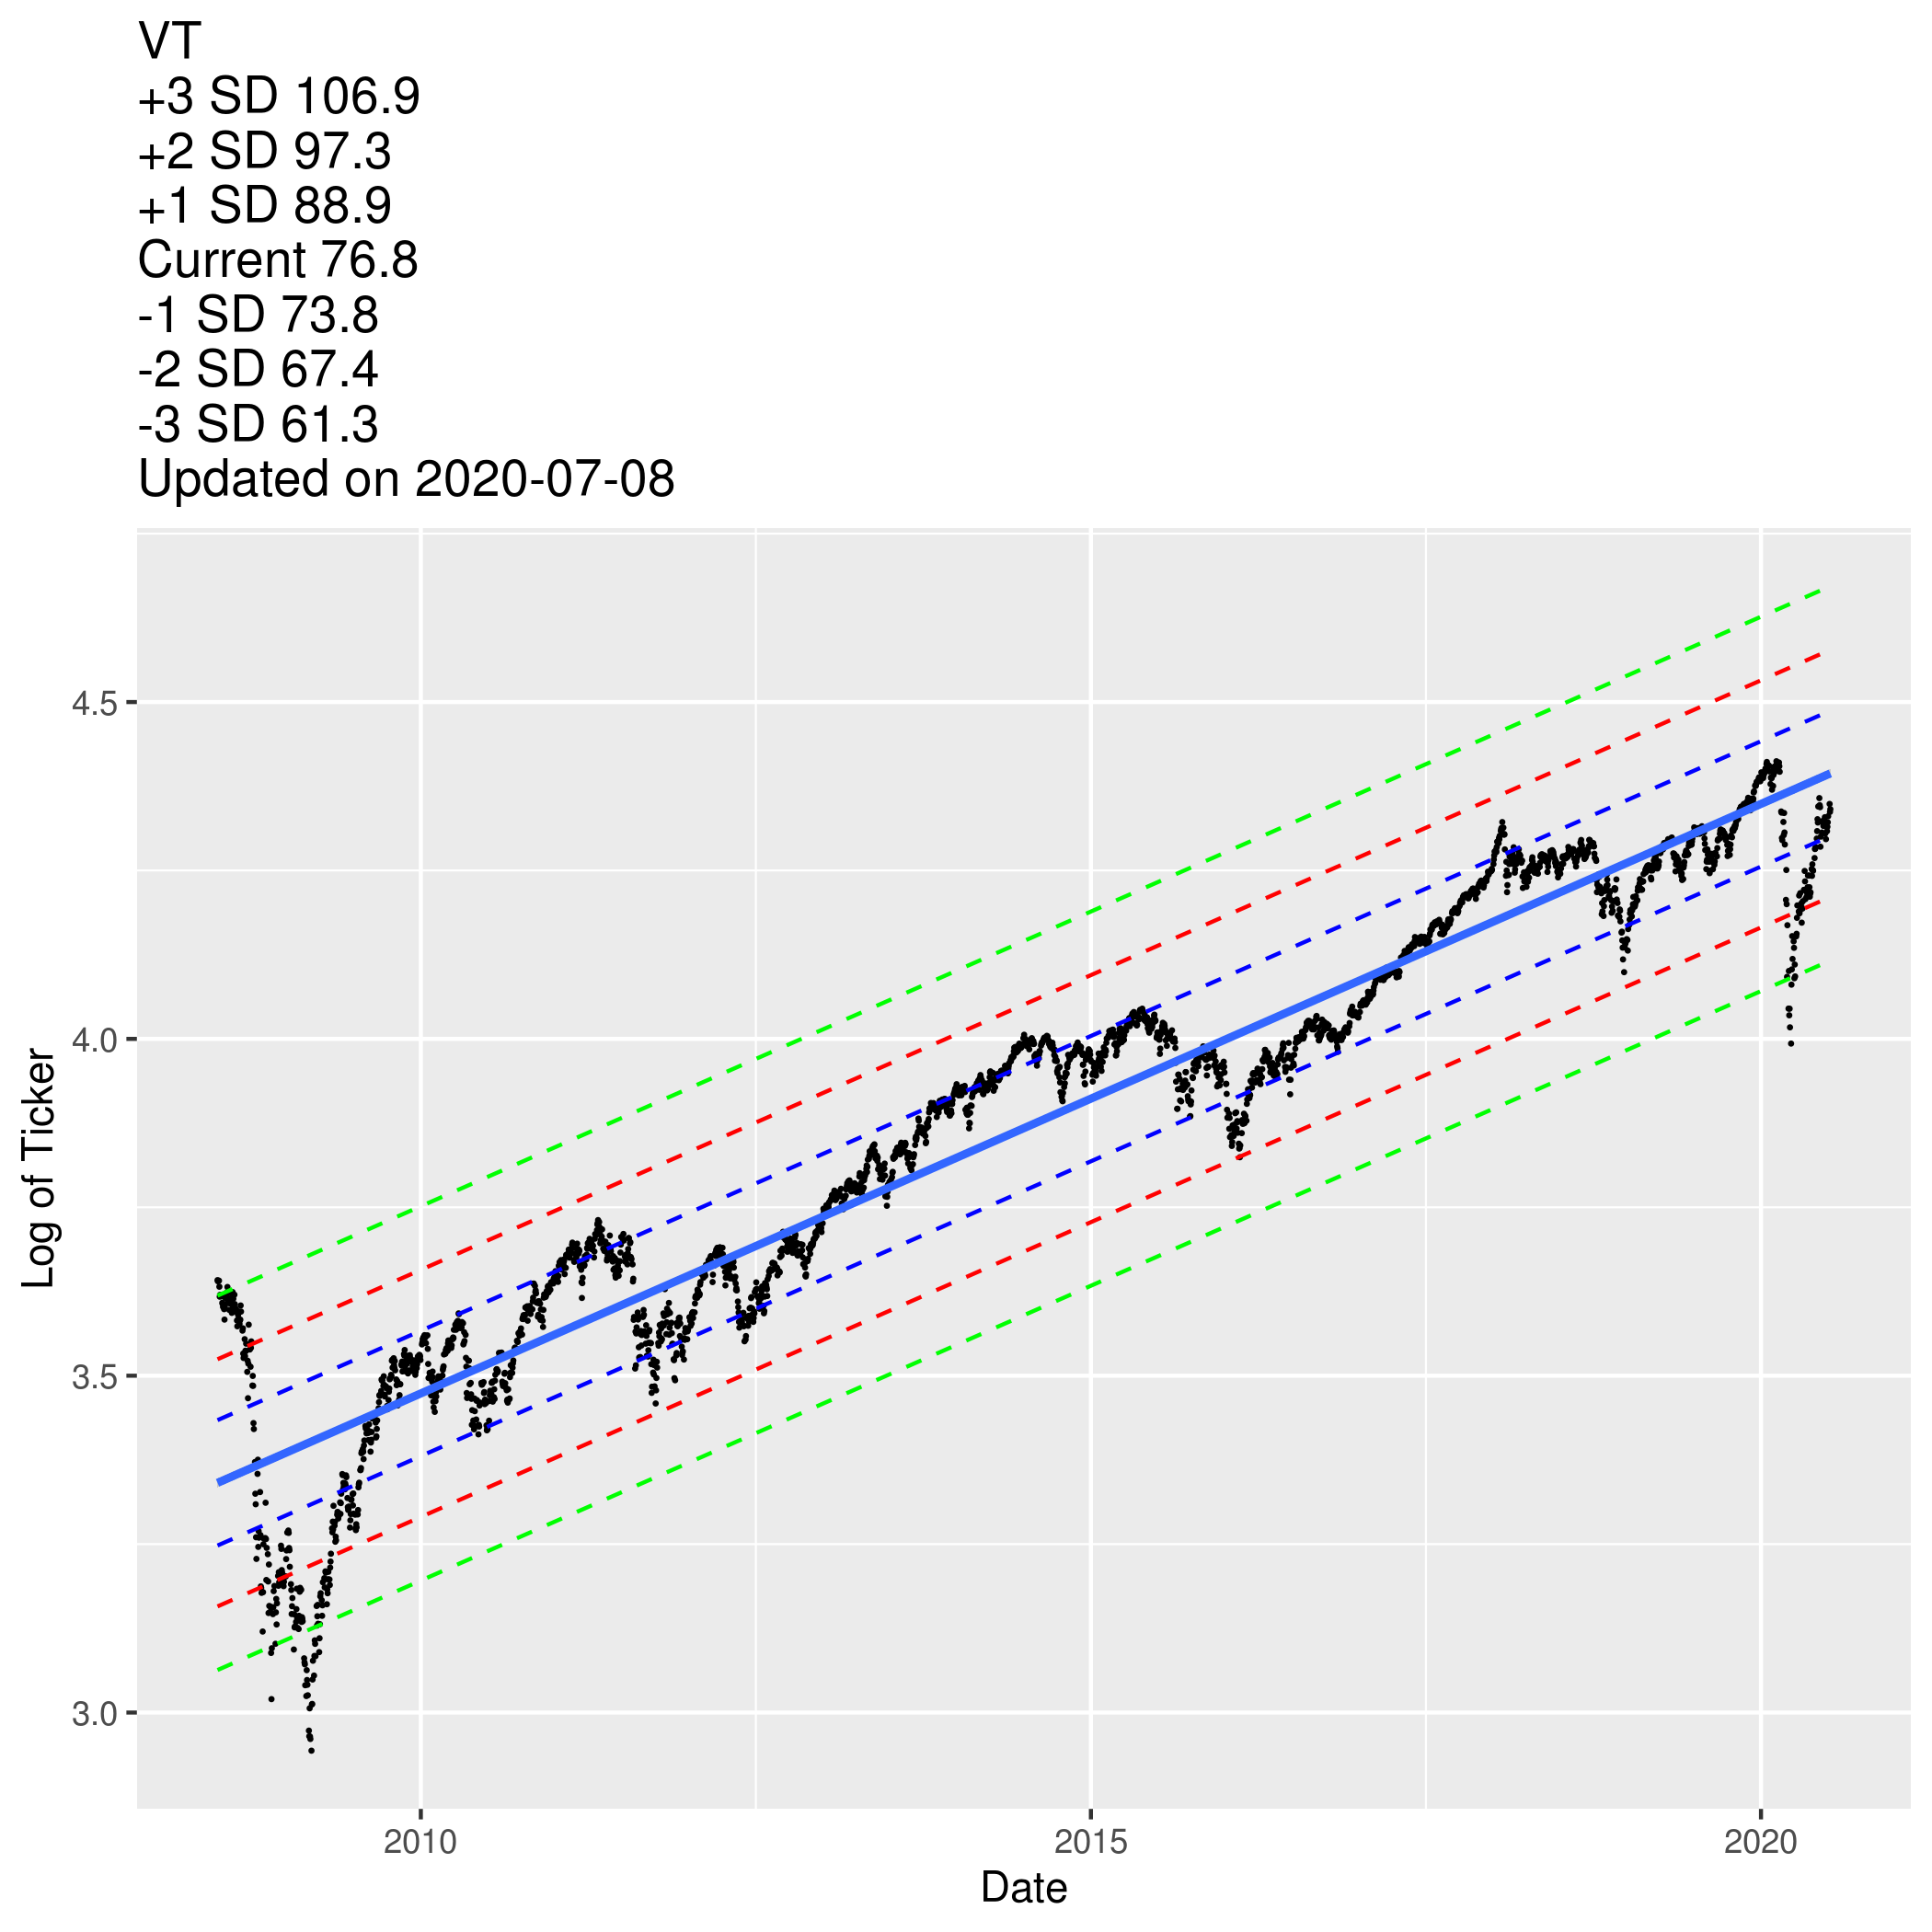 VT
+3 SD 106.9
+2 SD 97.3
+1 SD 88.9
Current 76.8
-1 SD 73.8
-2 SD 67.4
-3 SD 61.3
Updated on 2020-07-08
4.5
4.0
3.5
3.0
Log of Ticker
2010
2015
2020
Date